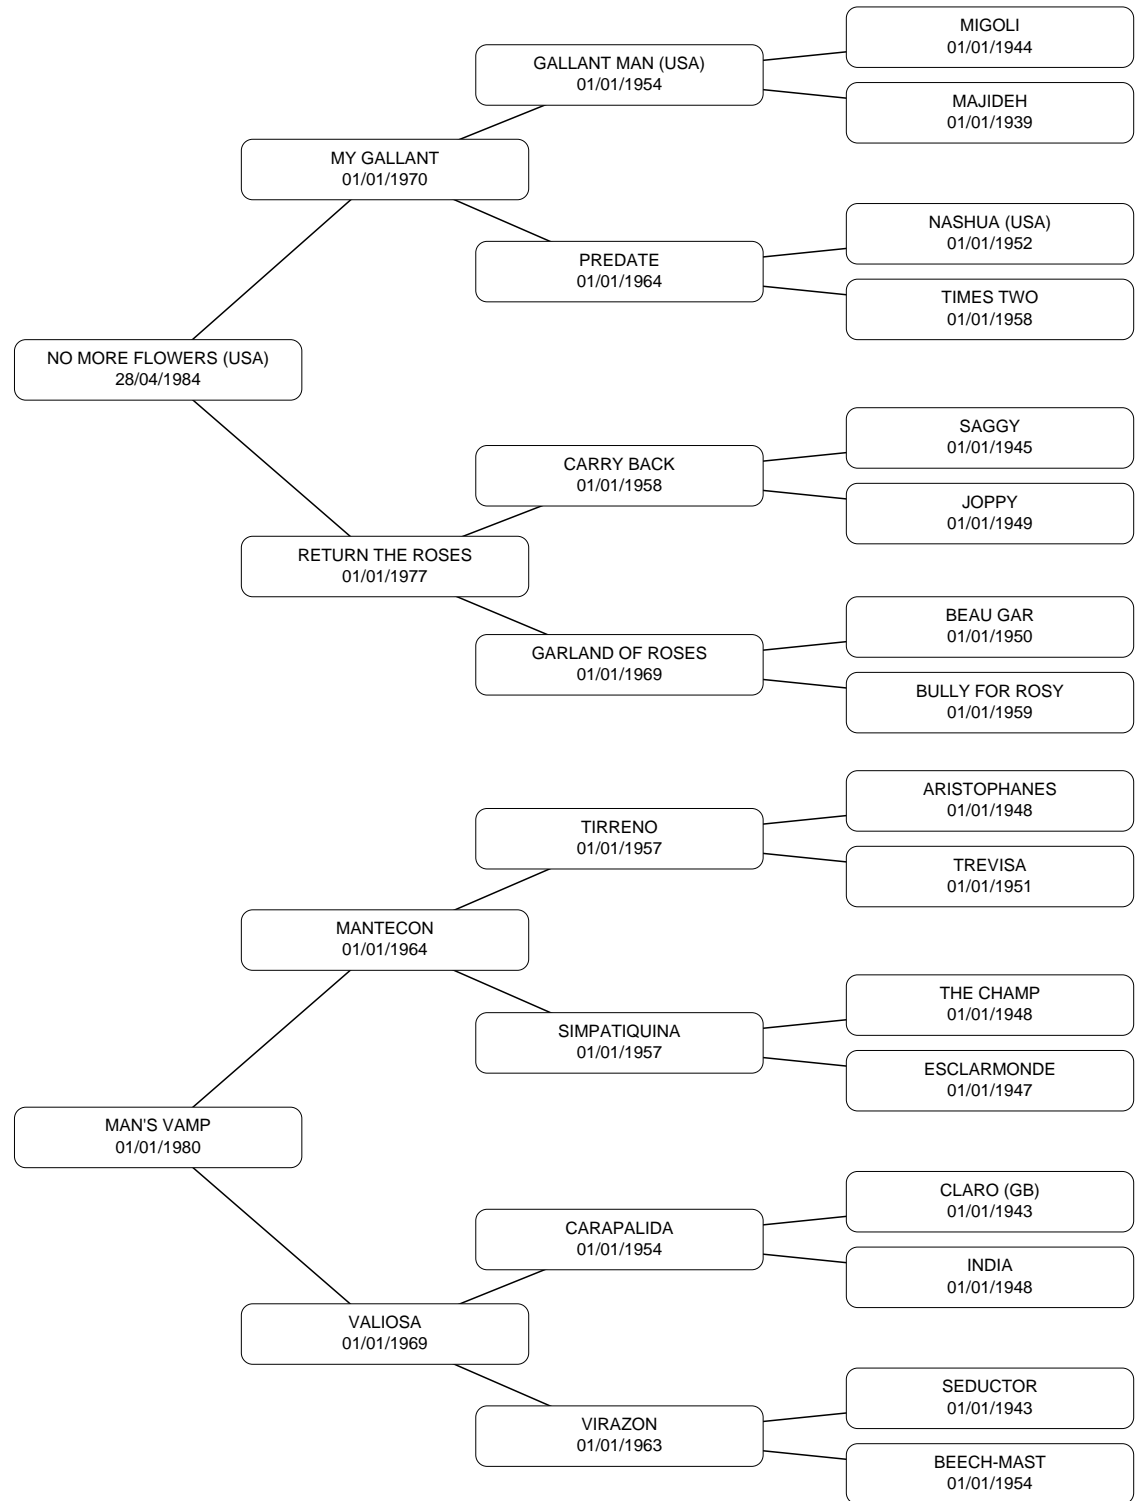 MIGOLI
01/01/1944
GALLANT MAN (USA)
01/01/1954
MAJIDEH
01/01/1939
MY GALLANT
01/01/1970
NASHUA (USA)
01/01/1952
PREDATE
01/01/1964
TIMES TWO
01/01/1958
NO MORE FLOWERS (USA)
28/04/1984
SAGGY
01/01/1945
CARRY BACK
01/01/1958
JOPPY
01/01/1949
RETURN THE ROSES
01/01/1977
BEAU GAR
01/01/1950
GARLAND OF ROSES
01/01/1969
BULLY FOR ROSY
01/01/1959
ARISTOPHANES
01/01/1948
TIRRENO
01/01/1957
TREVISA
01/01/1951
MANTECON
01/01/1964
THE CHAMP
01/01/1948
SIMPATIQUINA
01/01/1957
ESCLARMONDE
01/01/1947
MAN'S VAMP
01/01/1980
CLARO (GB)
01/01/1943
CARAPALIDA
01/01/1954
INDIA
01/01/1948
VALIOSA
01/01/1969
SEDUCTOR
01/01/1943
VIRAZON
01/01/1963
BEECH-MAST
01/01/1954